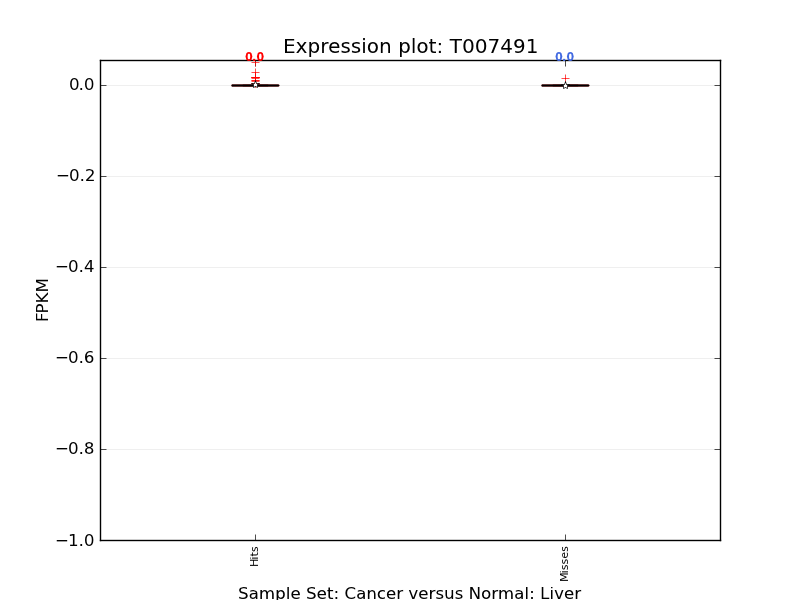 Expression plot: T007491
0.0 0.0
0.0
−0.2
−0.4
−0.6
−0.8
−1.0
FPKM
Hits
Misses
Sample Set: Cancer versus Normal: Liver